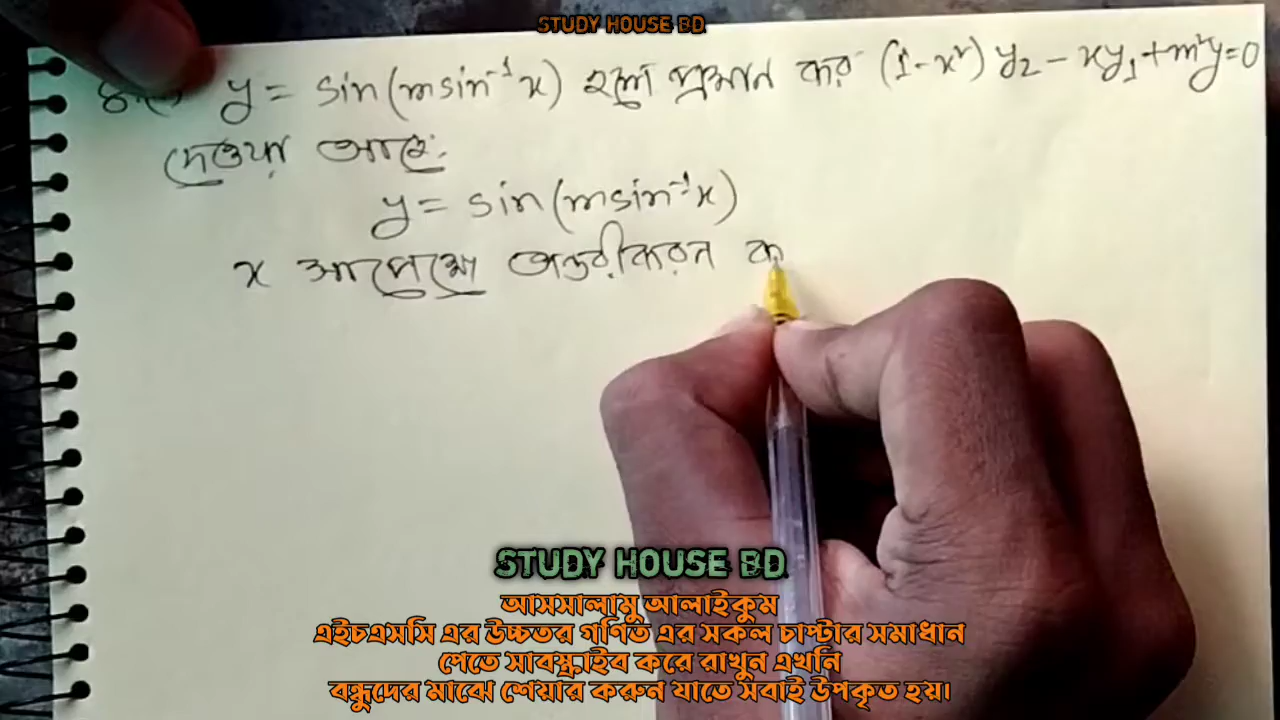 STUDY HOUSE BD
y = sin(msin⁻¹x) হলে প্রমান কর (1-x²) y₂ - xy₁ + m²y=0
দেওয়া আছে:
y = sin(msin⁻¹x)
x আপেক্ষে অন্তরীকরন ক
STUDY HOUSE BD
আসসালামু আলাইকুম
এইচএসসি এর উচ্চতর গণিত এর সকল চাপ্টার সমাধান
পেতে সাবস্ক্রাইব করে রাখুন এখনি
বন্ধুদের মাঝে শেয়ার করুন যাতে সবাই উপকৃত হয়।